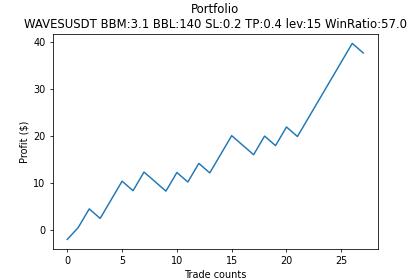 Portfolio
WAVESUSDT BBM:3.1 BBL:140 SL:0.2 TP:0.4 lev:15 WinRatio:57.0
40
30
20
10
0
Profit ($)
0 5 10 15 20 25
Trade counts